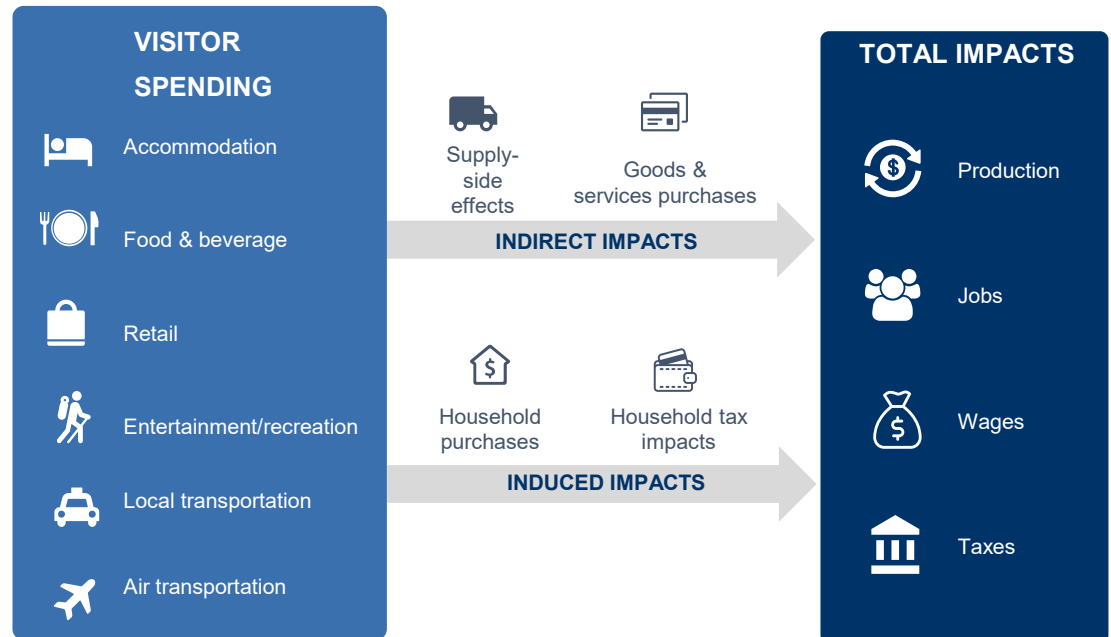 VISITOR
SPENDING
Accommodation
Food & beverage
Retail
Entertainment/recreation
Local transportation
Air transportation
Supply-
side
effects
Goods &
services purchases
INDIRECT IMPACTS
Household
purchases
Household tax
impacts
INDUCED IMPACTS
TOTAL IMPACTS
Production
Jobs
Wages
Taxes